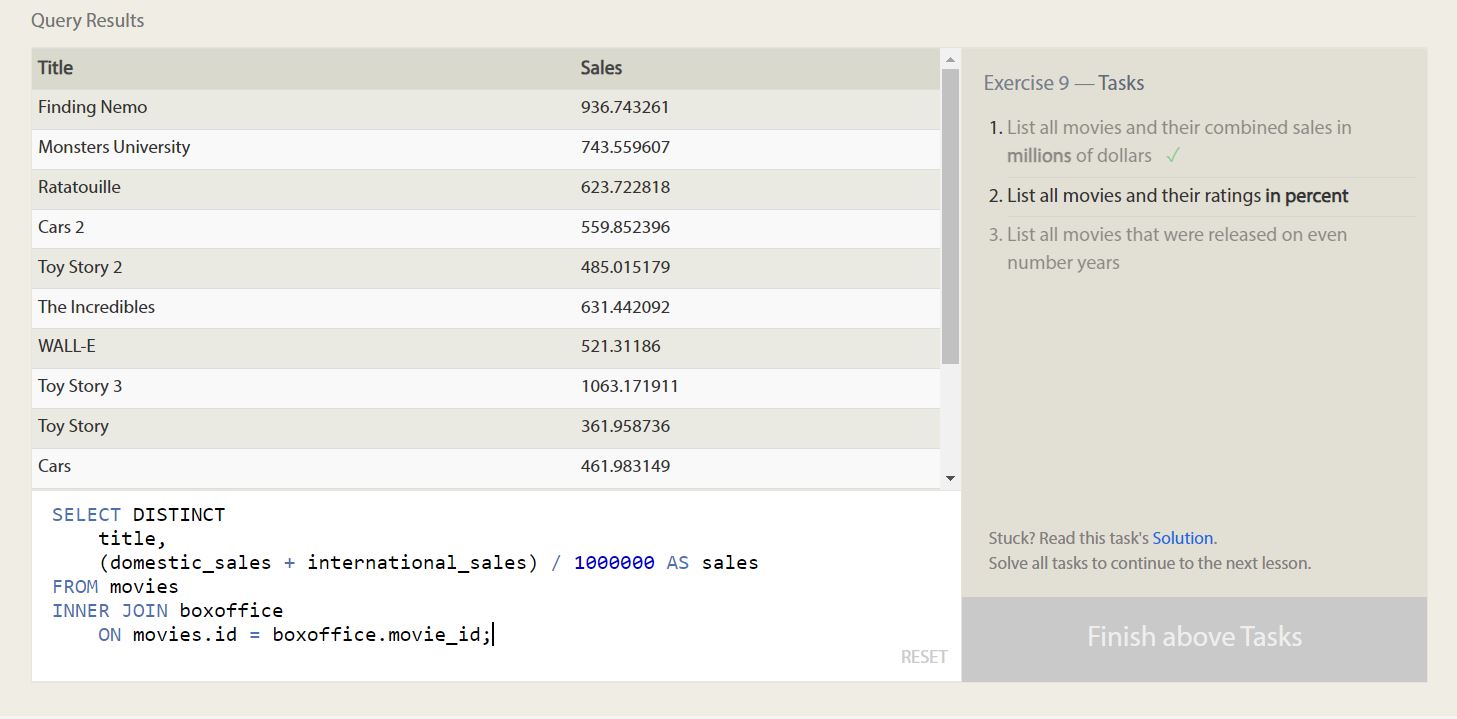 Query Results
Title Sales
Finding Nemo 936.743261
Monsters University 743.559607
Ratatouille 623.722818
Cars 2 559.852396
Toy Story 2 485.015179
The Incredibles 631.442092
WALL-E 521.31186
Toy Story 3 1063.171911
Toy Story 361.958736
Cars 461.983149
SELECT DISTINCT
title,
(domestic_sales + international_sales) / 1000000 AS sales
FROM movies
INNER JOIN boxoffice
ON movies.id = boxoffice.movie_id;
RESET
Exercise 9 — Tasks
1. List all movies and their combined sales in
millions of dollars ✓
2. List all movies and their ratings in percent
3. List all movies that were released on even
number years
Stuck? Read this task's Solution.
Solve all tasks to continue to the next lesson.
Finish above Tasks